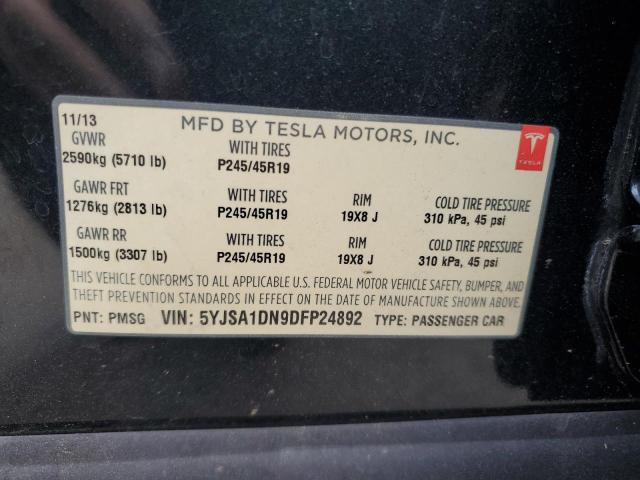 11/13 MFD BY TESLA MOTORS, INC.
GVWR WITH TIRES
2590kg (5710 lb) P245/45R19
TESLA
GAWR FRT WITH TIRES RIM COLD TIRE PRESSURE
1276kg (2813 lb) P245/45R19 19X8 J 310 kPa, 45 psi
GAWR RR WITH TIRES RIM COLD TIRE PRESSURE
1500kg (3307 lb) P245/45R19 19X8 J 310 kPa, 45 psi
THIS VEHICLE CONFORMS TO ALL APPLICABLE U.S. FEDERAL MOTOR VEHICLE SAFETY, BUMPER, AND
THEFT PREVENTION STANDARDS IN EFFECT ON THE DATE OF MANUFACTURE SHOWN ABOVE.
PNT: PMSG VIN: 5YJSA1DN9DFP24892 TYPE: PASSENGER CAR